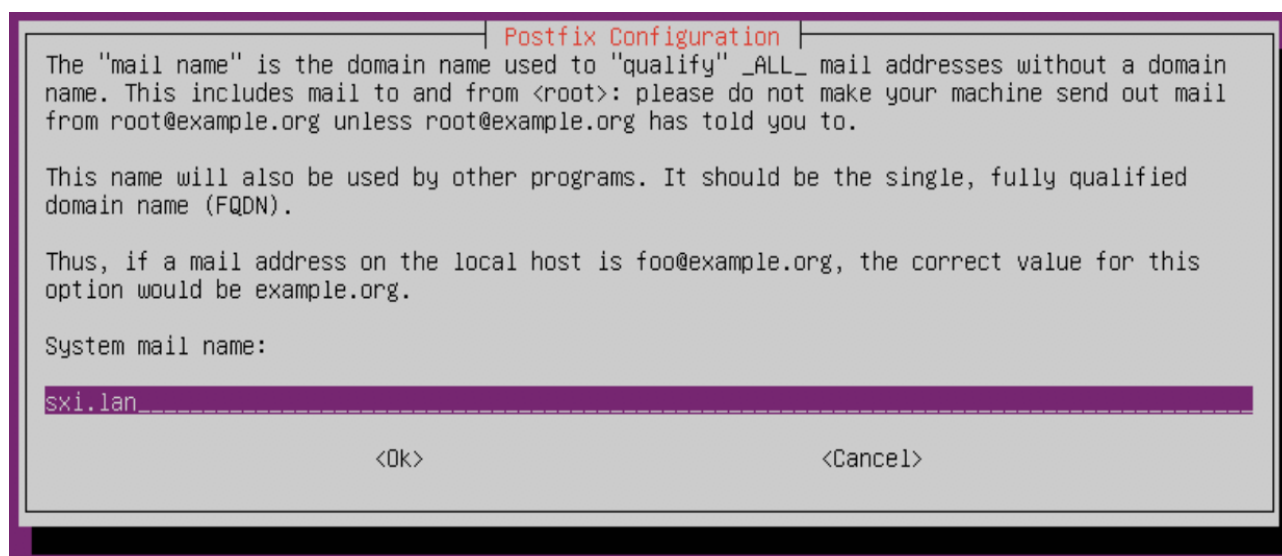 Postfix Configuration
The "mail name" is the domain name used to "qualify" _ALL_ mail addresses without a domain
name. This includes mail to and from <root>: please do not make your machine send out mail
from root@example.org unless root@example.org has told you to.
This name will also be used by other programs. It should be the single, fully qualified
domain name (FQDN).
Thus, if a mail address on the local host is foo@example.org, the correct value for this
option would be example.org.
System mail name:
sxi.lan
<Ok> <Cancel>